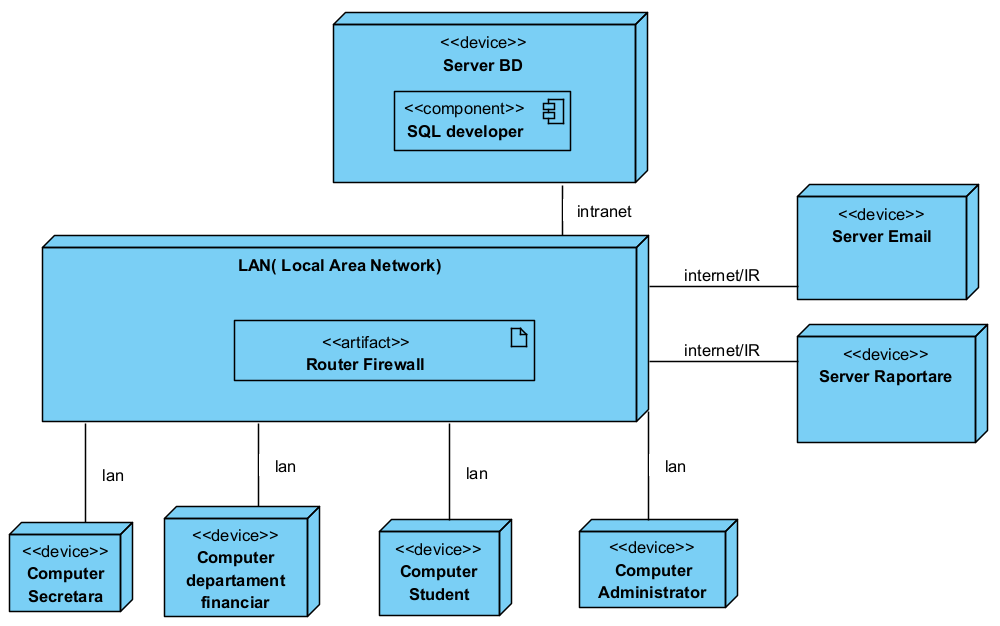 <<device>>
Server BD
<<component>>
SQL developer
intranet
<<device>>
Server Email
LAN( Local Area Network)
internet/IR
<<artifact>>
Router Firewall
internet/IR
<<device>>
Server Raportare
lan
lan
lan
lan
<<device>>
Computer
Secretara
<<device>>
Computer
departament
financiar
<<device>>
Computer
Student
<<device>>
Computer
Administrator